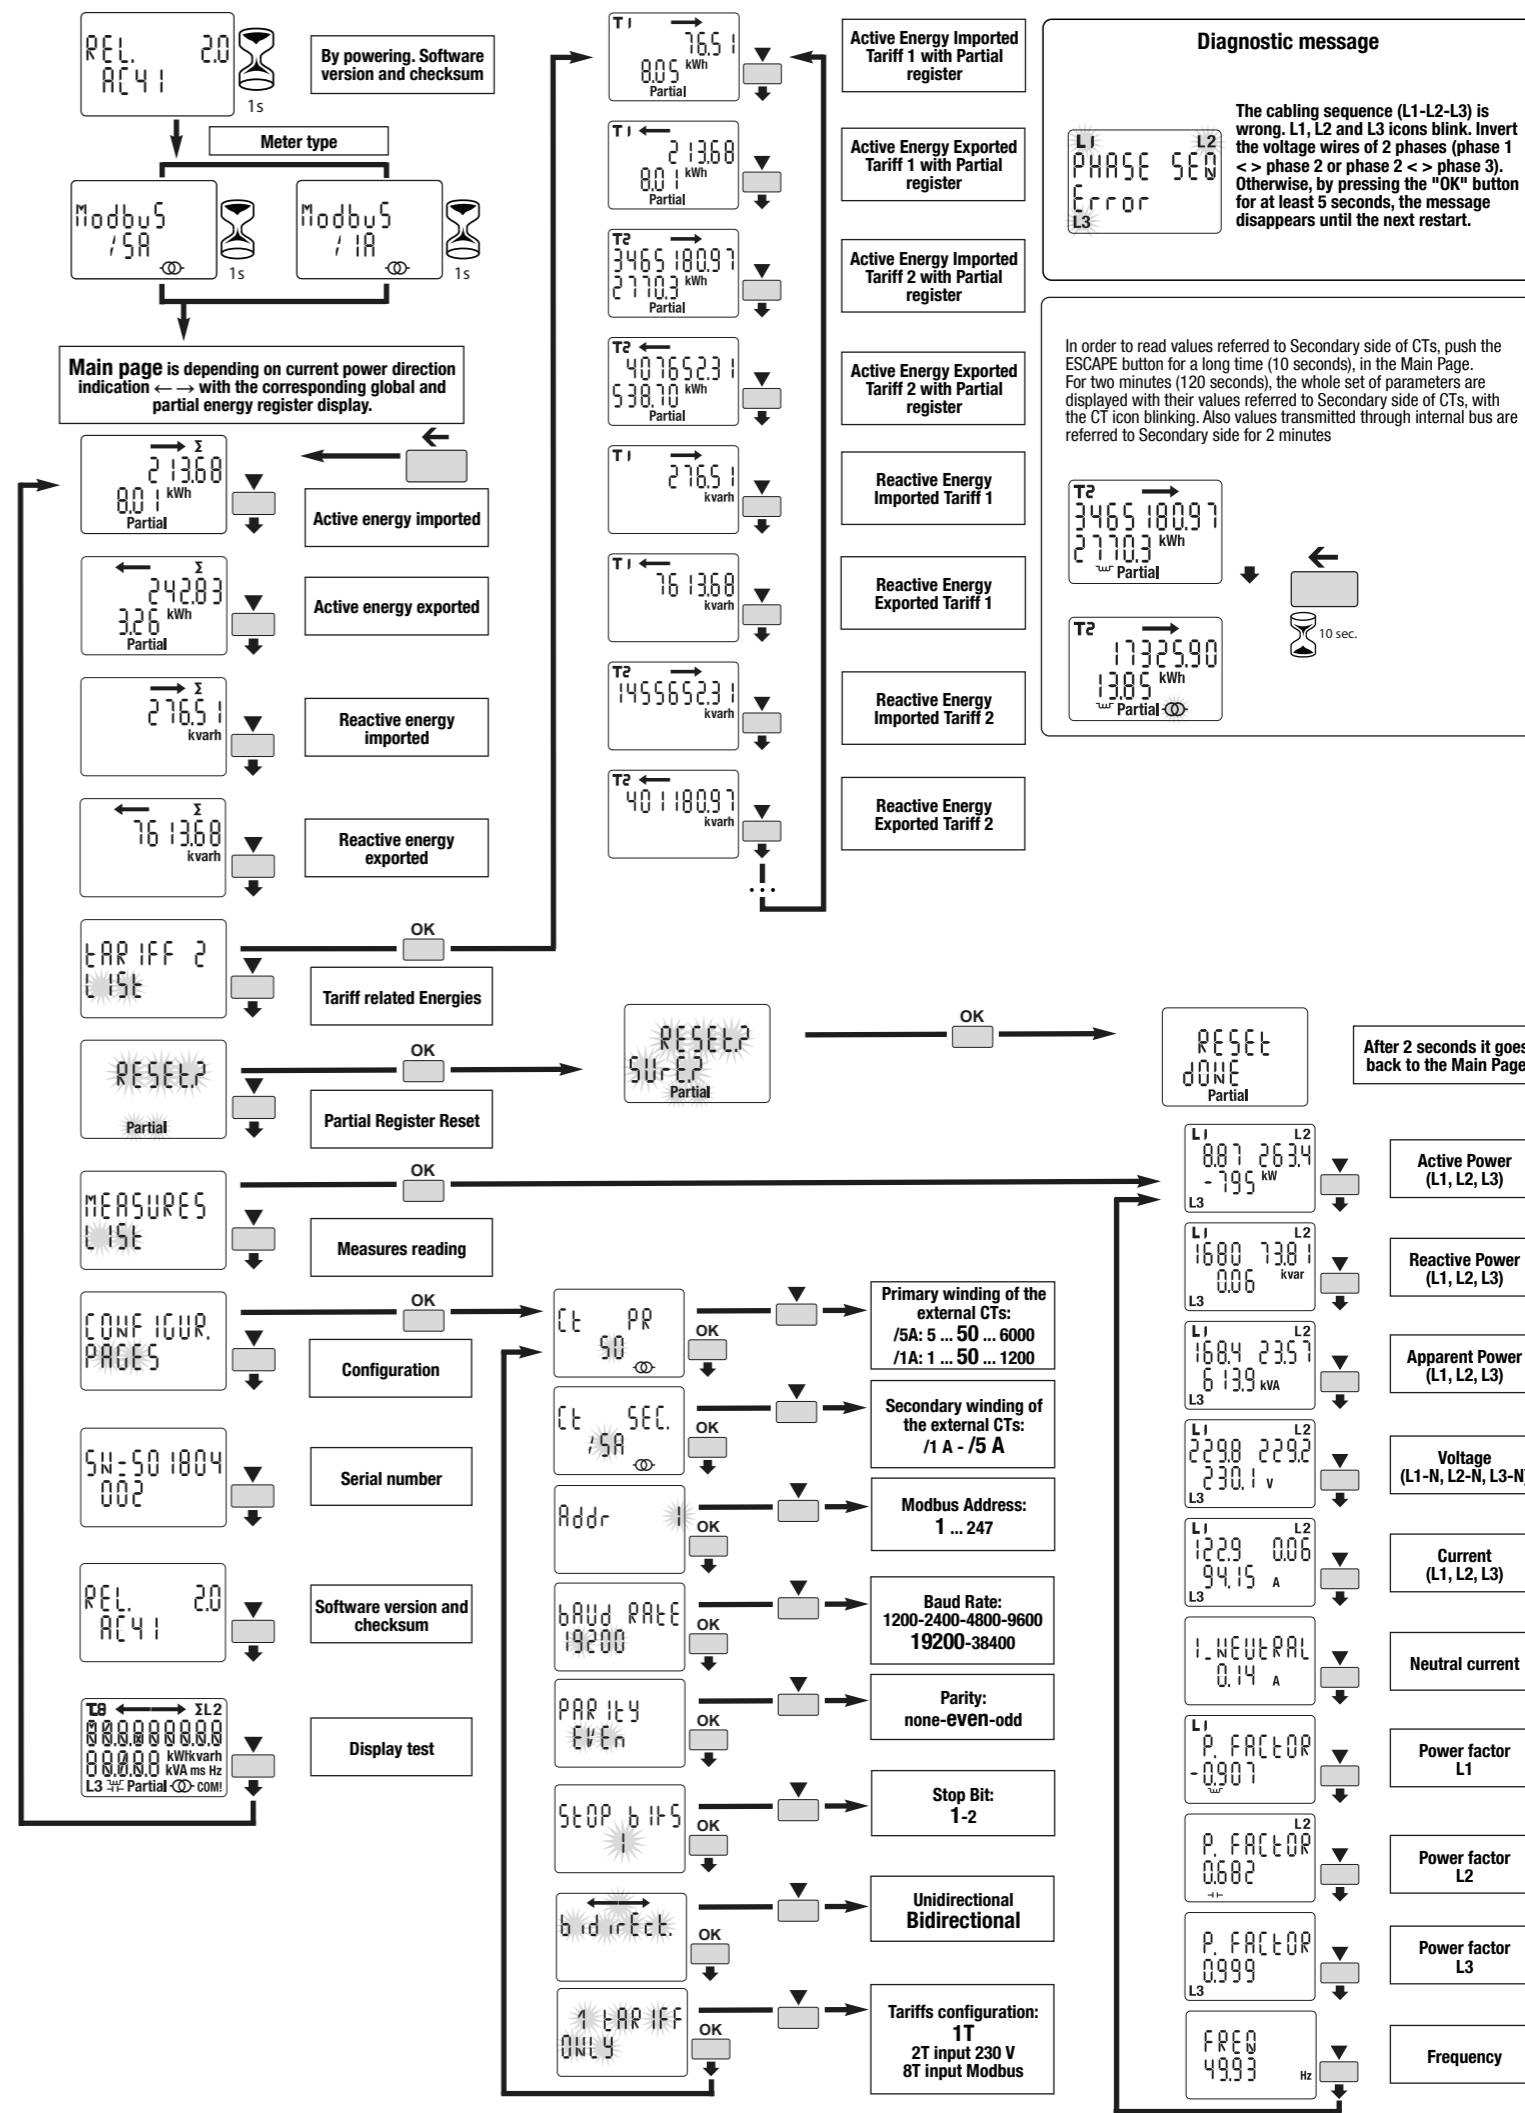 REL. 2.0
AC41
1s
By powering. Software
version and checksum
Meter type
Modbus
/5A
1s
Modbus
/1A
1s
Main page is depending on current power direction
indication ← → with the corresponding global and
partial energy register display.
→ Σ
213.68
8.01 kWh
Partial
Active energy imported
← Σ
242.83
3.26 kWh
Partial
Active energy exported
→ Σ
276.51
kvarh
Reactive energy
imported
← Σ
7613.68
kvarh
Reactive energy
exported
tARIFF 2
LISt
OK
Tariff related Energies
RESEt.?
Partial
OK
Partial Register Reset
RESEt.?
SUrE.?
Partial
OK
RESEt
dONE
Partial
After 2 seconds it goes
back to the Main Page
MEASURES
LISt
OK
Measures reading
CONFIGUR.
PAGES
OK
Configuration
SN=501804
002
Serial number
REL. 2.0
AC41
Software version and
checksum
T.8 ←→ ΣL2
kWhkvarh
kVA ms Hz
L3 Partial COM!
Display test
T1 →
76.51
8.05 kWh
Partial
Active Energy Imported
Tariff 1 with Partial
register
T1 ←
213.68
8.01 kWh
Partial
Active Energy Exported
Tariff 1 with Partial
register
T2 →
3465180.97
2770.3 kWh
Partial
Active Energy Imported
Tariff 2 with Partial
register
T2 ←
407652.31
538.70 kWh
Partial
Active Energy Exported
Tariff 2 with Partial
register
T1 →
276.51
kvarh
Reactive Energy
Imported Tariff 1
T1 ←
7613.68
kvarh
Reactive Energy
Exported Tariff 1
T2 →
1455652.31
kvarh
Reactive Energy
Imported Tariff 2
T2 ←
401180.97
kvarh
Reactive Energy
Exported Tariff 2
...
Diagnostic message
L1 L2
PHASE SEQ
Error
L3
The cabling sequence (L1-L2-L3) is
wrong. L1, L2 and L3 icons blink. Invert
the voltage wires of 2 phases (phase 1
< > phase 2 or phase 2 < > phase 3).
Otherwise, by pressing the "OK" button
for at least 5 seconds, the message
disappears until the next restart.
In order to read values referred to Secondary side of CTs, push the
ESCAPE button for a long time (10 seconds), in the Main Page.
For two minutes (120 seconds), the whole set of parameters are
displayed with their values referred to Secondary side of CTs, with
the CT icon blinking. Also values transmitted through internal bus are
referred to Secondary side for 2 minutes
T2 →
3465180.97
2770.3 kWh
Partial
10 sec.
T2 →
17325.90
13.85 kWh
Partial
Ct PR
50
OK
Primary winding of the
external CTs:
/5A: 5 ... 50 ... 6000
/1A: 1 ... 50 ... 1200
Ct SEC.
/5A
OK
Secondary winding of
the external CTs:
/1 A - /5 A
Addr 1
OK
Modbus Address:
1 ... 247
bAUd RAtE
19200
OK
Baud Rate:
1200-2400-4800-9600
19200-38400
PARItY
EVEn
OK
Parity:
none-even-odd
StOP bItS
1
OK
Stop Bit:
1-2
bidirEct.
OK
Unidirectional
Bidirectional
1 tARIFF
ONLY
OK
Tariffs configuration:
1T
2T input 230 V
8T input Modbus
L1 L2
8.87 263.4
-795 kW
L3
Active Power
(L1, L2, L3)
L1 L2
1680 73.81
0.06 kvar
L3
Reactive Power
(L1, L2, L3)
L1 L2
168.4 23.57
613.9 kVA
L3
Apparent Power
(L1, L2, L3)
L1 L2
229.8 229.2
230.1 V
L3
Voltage
(L1-N, L2-N, L3-N)
L1 L2
122.9 0.06
94.15 A
L3
Current
(L1, L2, L3)
I_NEUtRAL
0.14 A
Neutral current
L1
P. FACtOR
-0.907
Power factor
L1
L2
P. FACtOR
0.682
Power factor
L2
P. FACtOR
0.999
L3
Power factor
L3
FREQ
49.93
Hz
Frequency